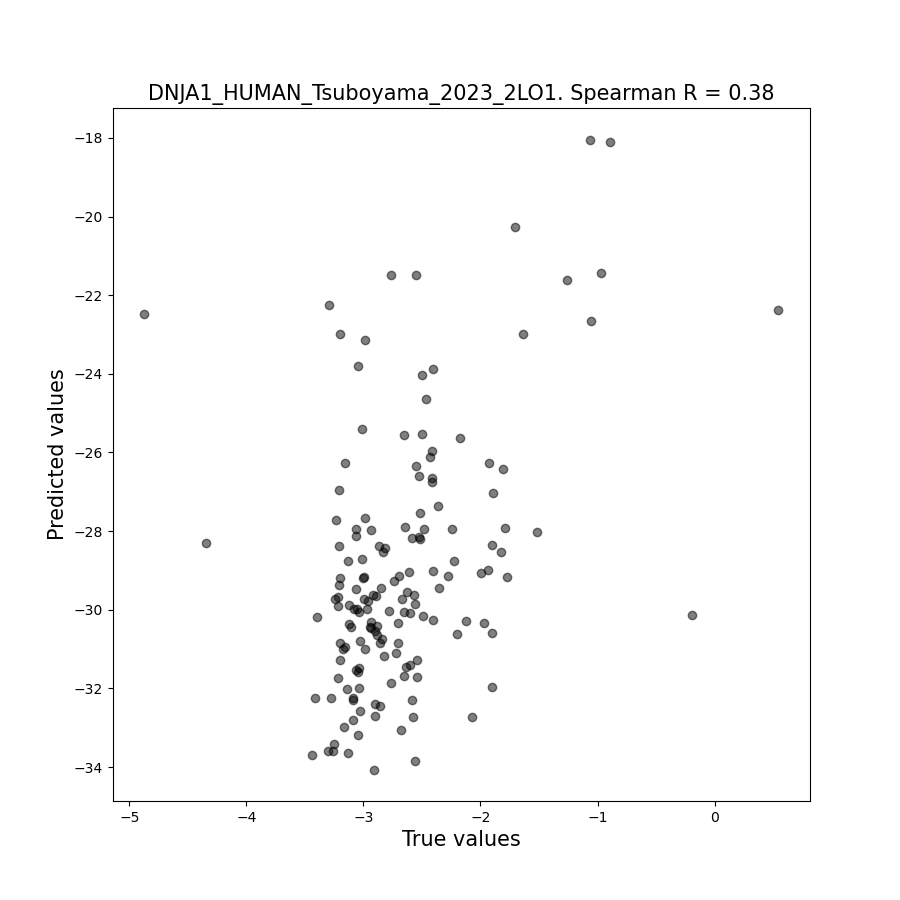 DNJA1_HUMAN_Tsuboyama_2023_2LO1. Spearman R = 0.38
Predicted values
−18
−20
−22
−24
−26
−28
−30
−32
−34
−5 −4 −3 −2 −1 0
True values